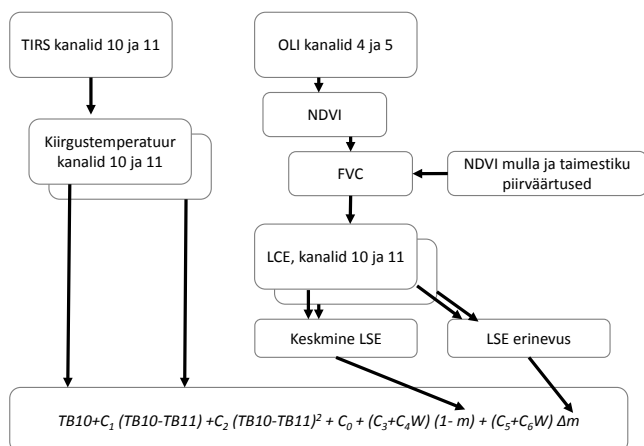 TIRS kanalid 10 ja 11
OLI kanalid 4 ja 5
NDVI
Kiirgustemperatuur
kanalid 10 ja 11
FVC
NDVI mulla ja taimestiku
piirväärtused
LCE, kanalid 10 ja 11
Keskmine LSE
LSE erinevus
TB10+C₁ (TB10-TB11) +C₂ (TB10-TB11)² + C₀ + (C₃+C₄W) (1- m) + (C₅+C₆W) Δm